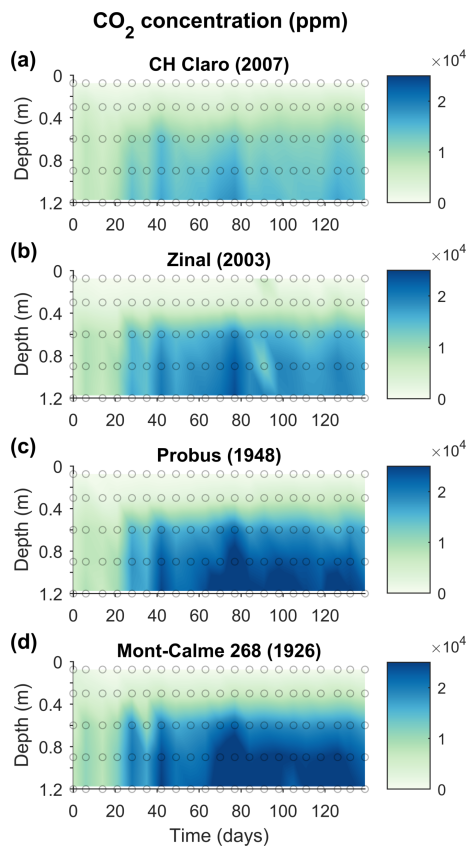 CO2 concentration (ppm)
(a)
CH Claro (2007)
×10^4
0
0.4
0.8
1.2
Depth (m)
0 20 40 60 80 100 120
2
1
0
(b)
Zinal (2003)
×10^4
0
0.4
0.8
1.2
Depth (m)
0 20 40 60 80 100 120
2
1
0
(c)
Probus (1948)
×10^4
0
0.4
0.8
1.2
Depth (m)
0 20 40 60 80 100 120
2
1
0
(d)
Mont-Calme 268 (1926)
×10^4
0
0.4
0.8
1.2
Depth (m)
0 20 40 60 80 100 120
2
1
0
Time (days)